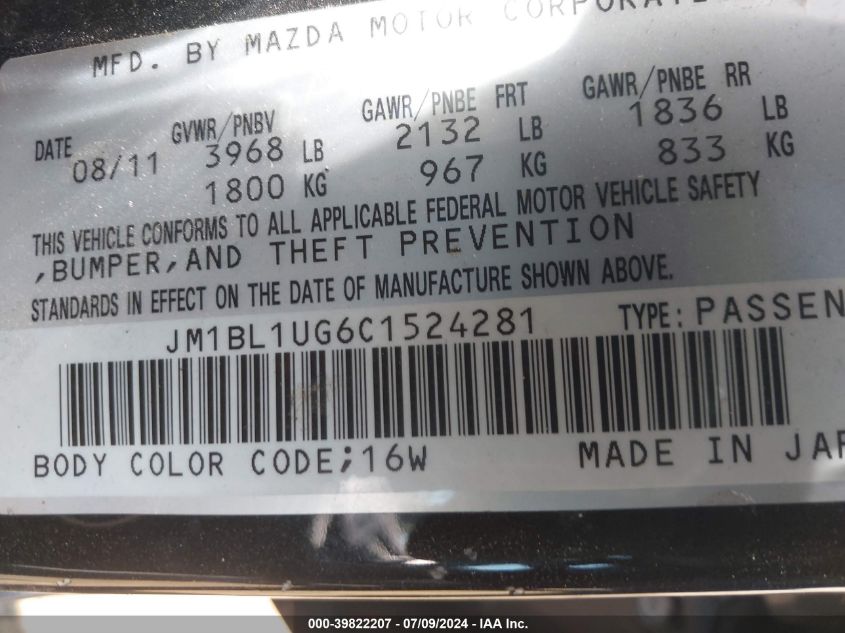 MFD. BY MAZDA MOTOR CORPORAT
DATE GVWR/PNBV GAWR/PNBE FRT GAWR/PNBE RR
08/11 3968 LB 2132 LB 1836 LB
1800 KG 967 KG 833 KG
THIS VEHICLE CONFORMS TO ALL APPLICABLE FEDERAL MOTOR VEHICLE SAFETY
,BUMPER,AND THEFT PREVENTION
STANDARDS IN EFFECT ON THE DATE OF MANUFACTURE SHOWN ABOVE.
JM1BL1UG6C1524281 TYPE: PASSEN
BODY COLOR CODE;16W MADE IN JAP
000-39822207 - 07/09/2024 - IAA Inc.